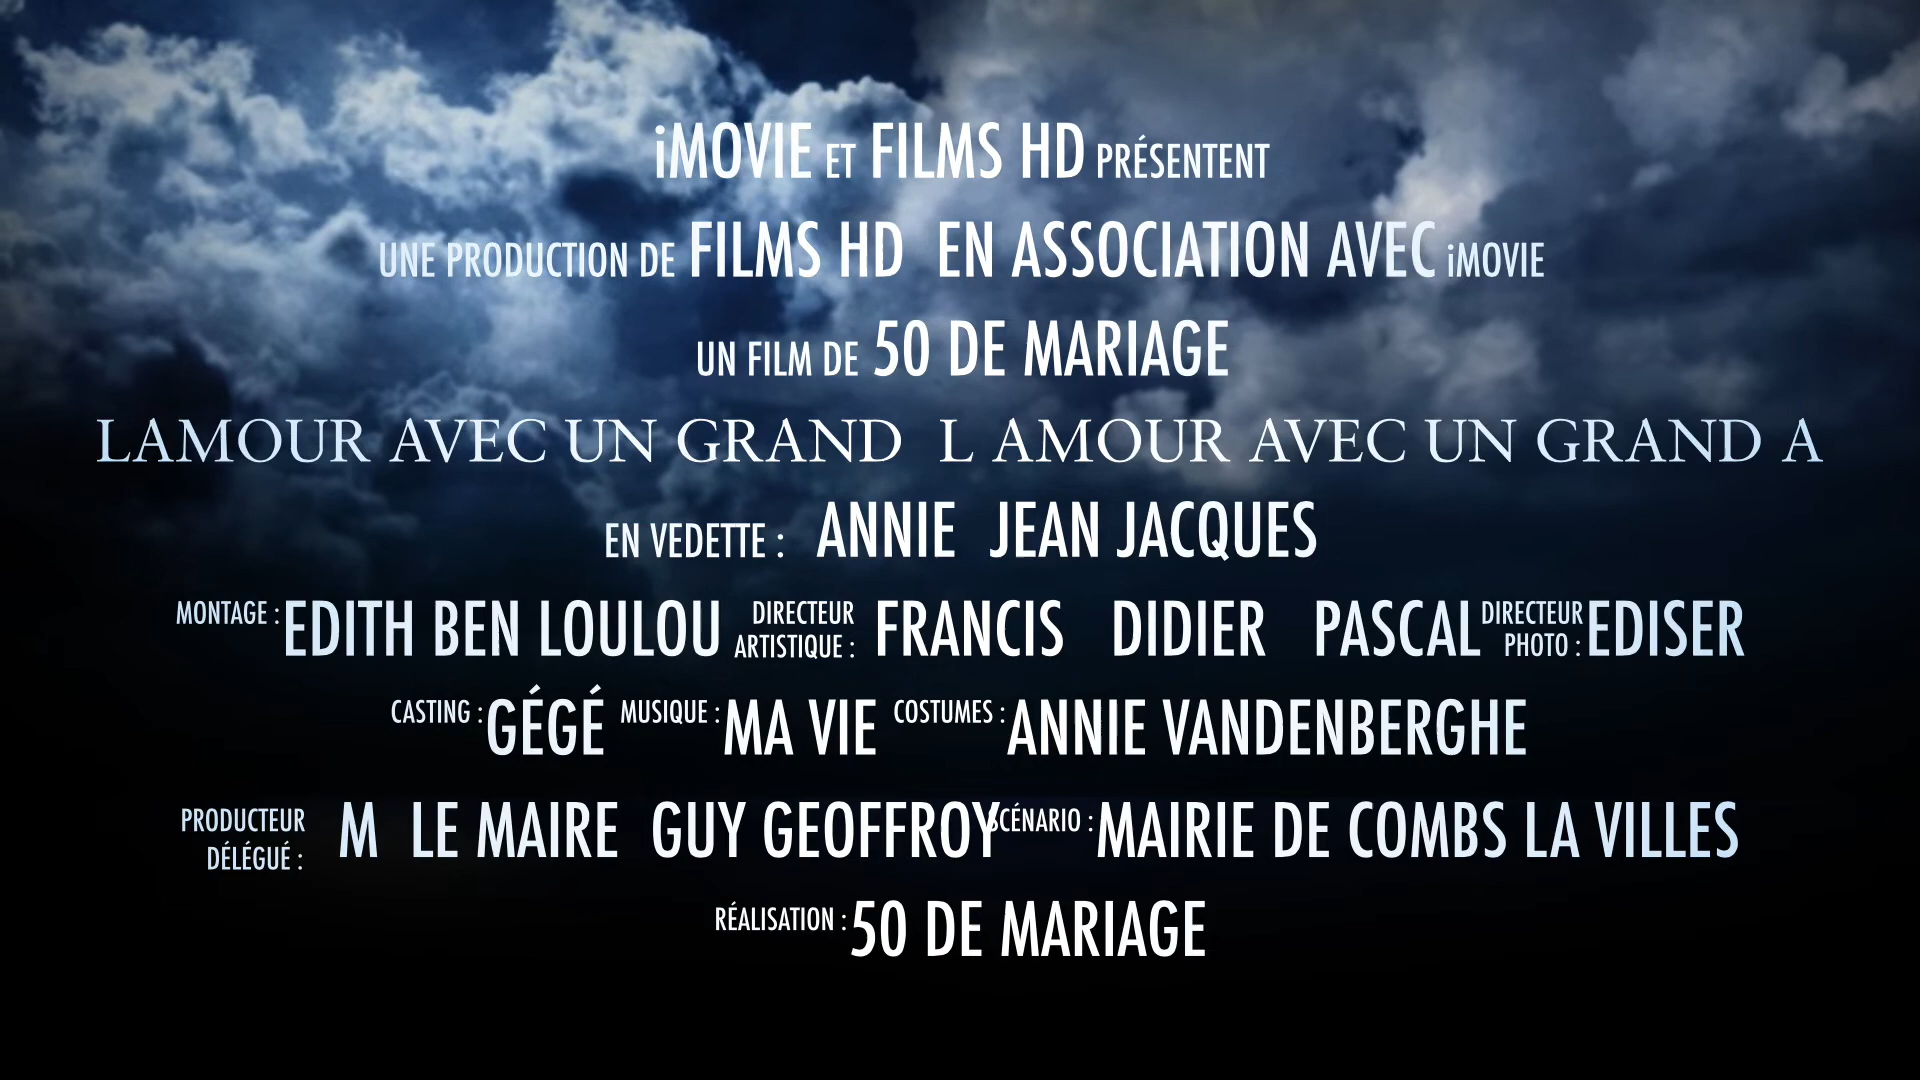 iMOVIE ET FILMS HD PRÉSENTENT
UNE PRODUCTION DE FILMS HD EN ASSOCIATION AVEC iMOVIE
UN FILM DE 50 DE MARIAGE
LAMOUR AVEC UN GRAND L AMOUR AVEC UN GRAND A
EN VEDETTE : ANNIE JEAN JACQUES
MONTAGE : EDITH BEN LOULOU DIRECTEUR ARTISTIQUE : FRANCIS DIDIER PASCAL DIRECTEUR PHOTO : EDISER
CASTING : GÉGÉ MUSIQUE : MA VIE COSTUMES : ANNIE VANDENBERGHE
PRODUCTEUR DÉLÉGUÉ : M LE MAIRE GUY GEOFFROY SCÉNARIO : MAIRIE DE COMBS LA VILLES
RÉALISATION : 50 DE MARIAGE